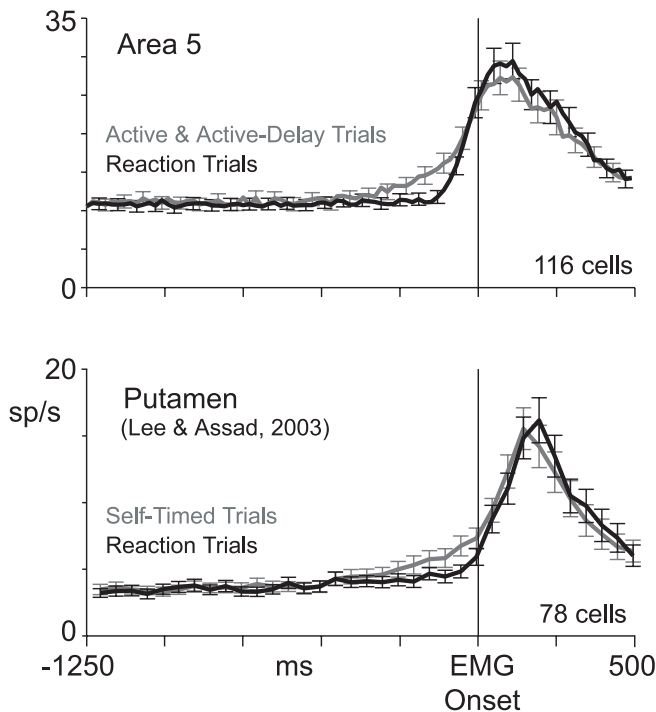 35
Area 5
Active & Active-Delay Trials
Reaction Trials
116 cells
0
20
sp/s
Putamen
(Lee & Assad, 2003)
Self-Timed Trials
Reaction Trials
78 cells
0
-1250 ms EMG 500
Onset